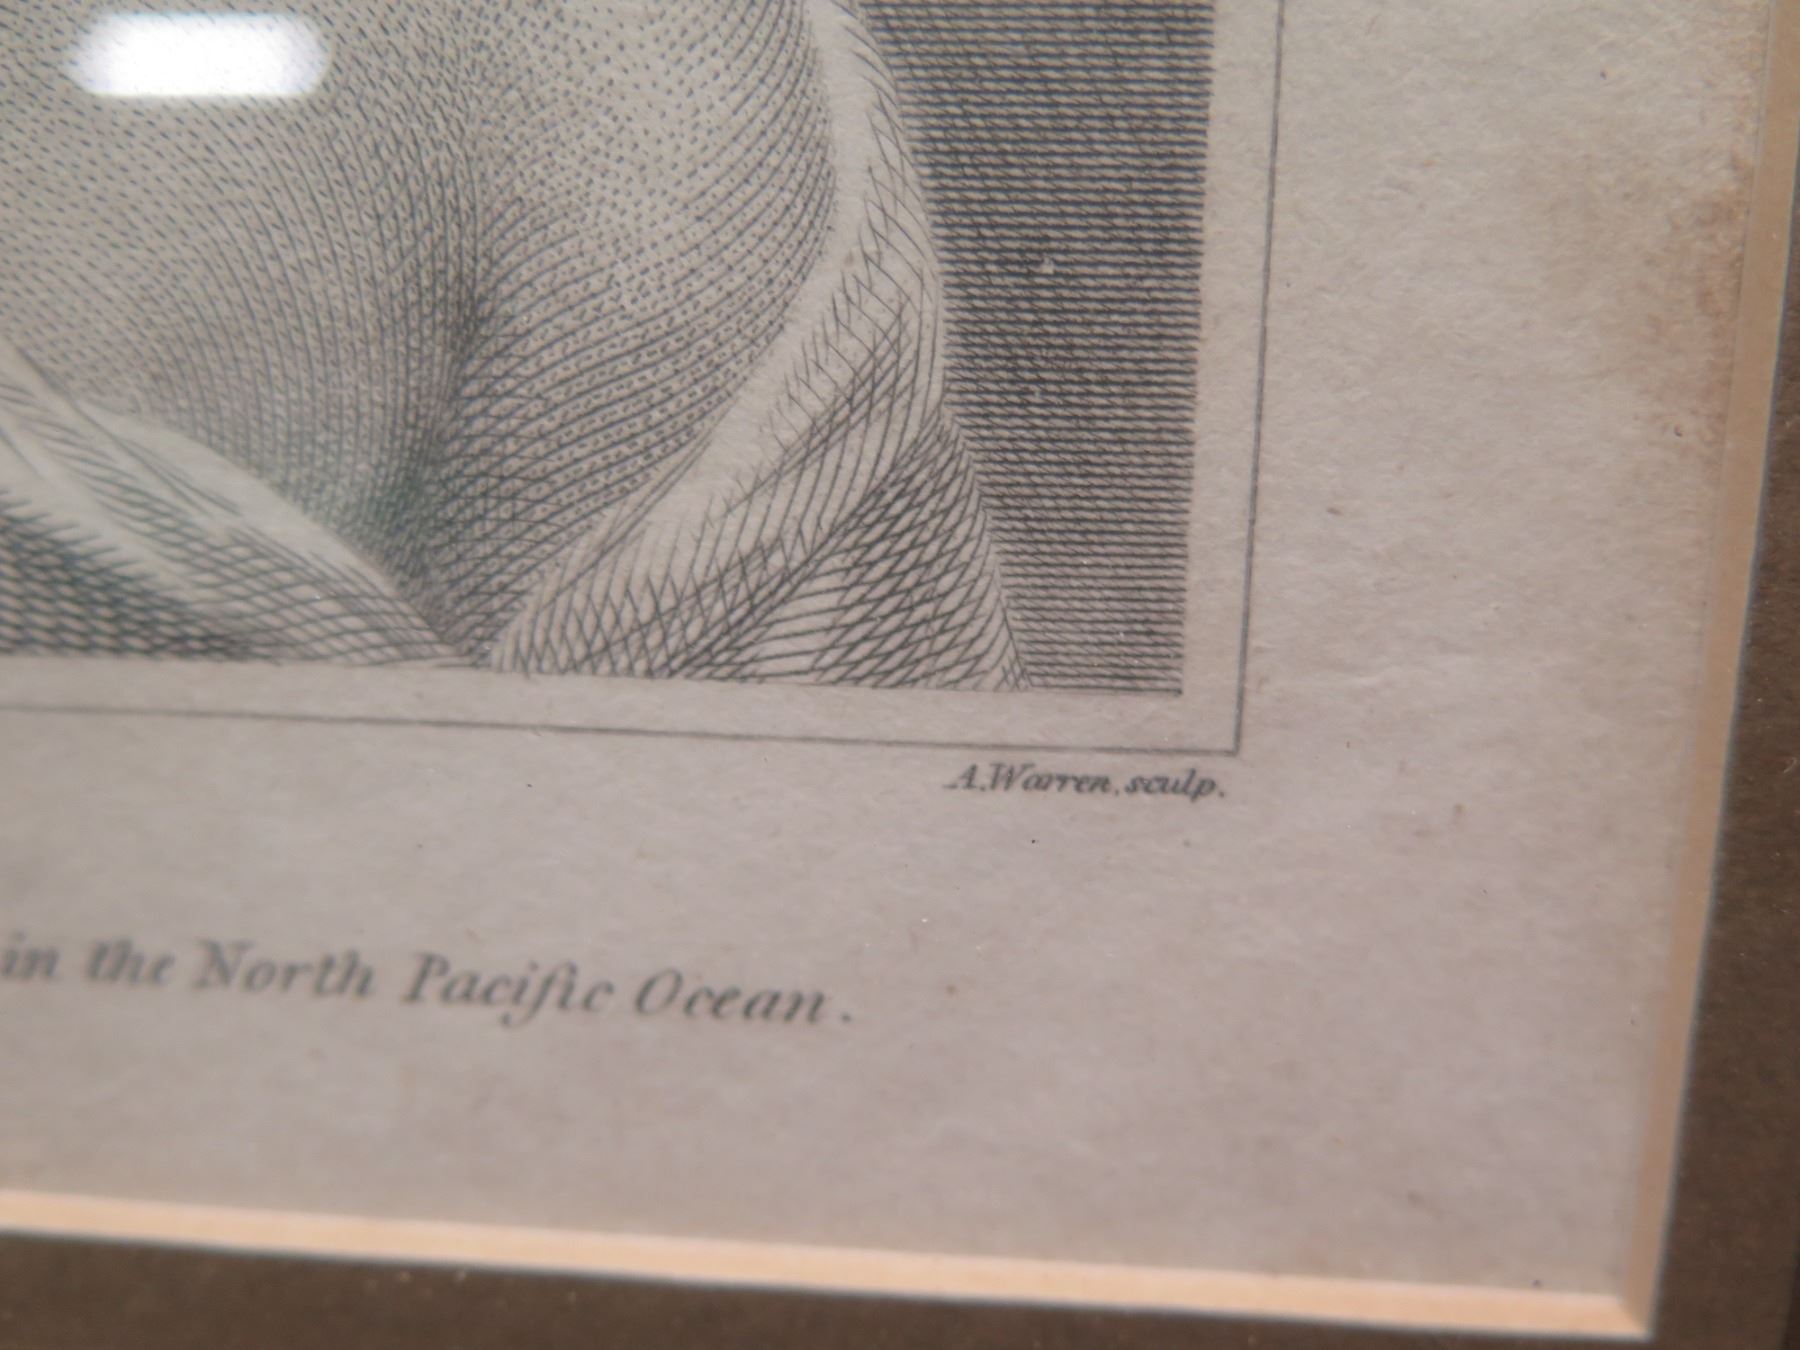 A. Warren, sculp.
in the North Pacific Ocean.